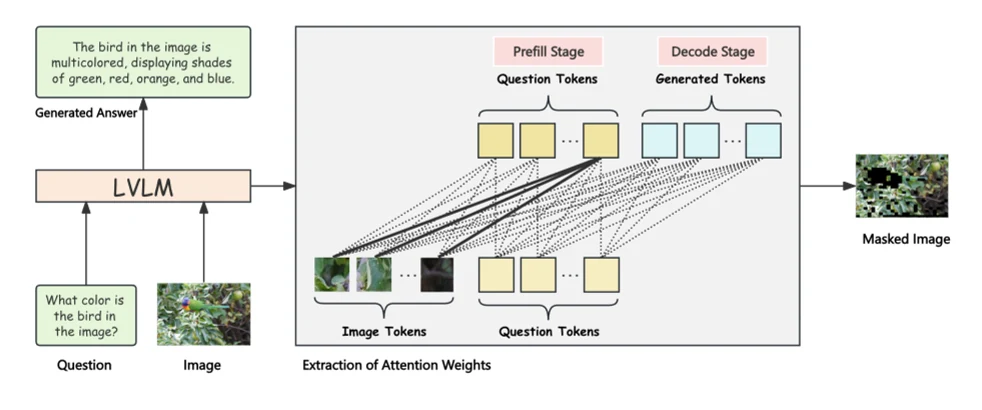 The bird in the image is
multicolored, displaying shades
of green, red, orange, and blue.
Generated Answer
LVLM
What color is
the bird in
the image?
Question
Image
Prefill Stage
Decode Stage
Question Tokens
Generated Tokens
...
...
...
...
Image Tokens
Question Tokens
Extraction of Attention Weights
Masked Image